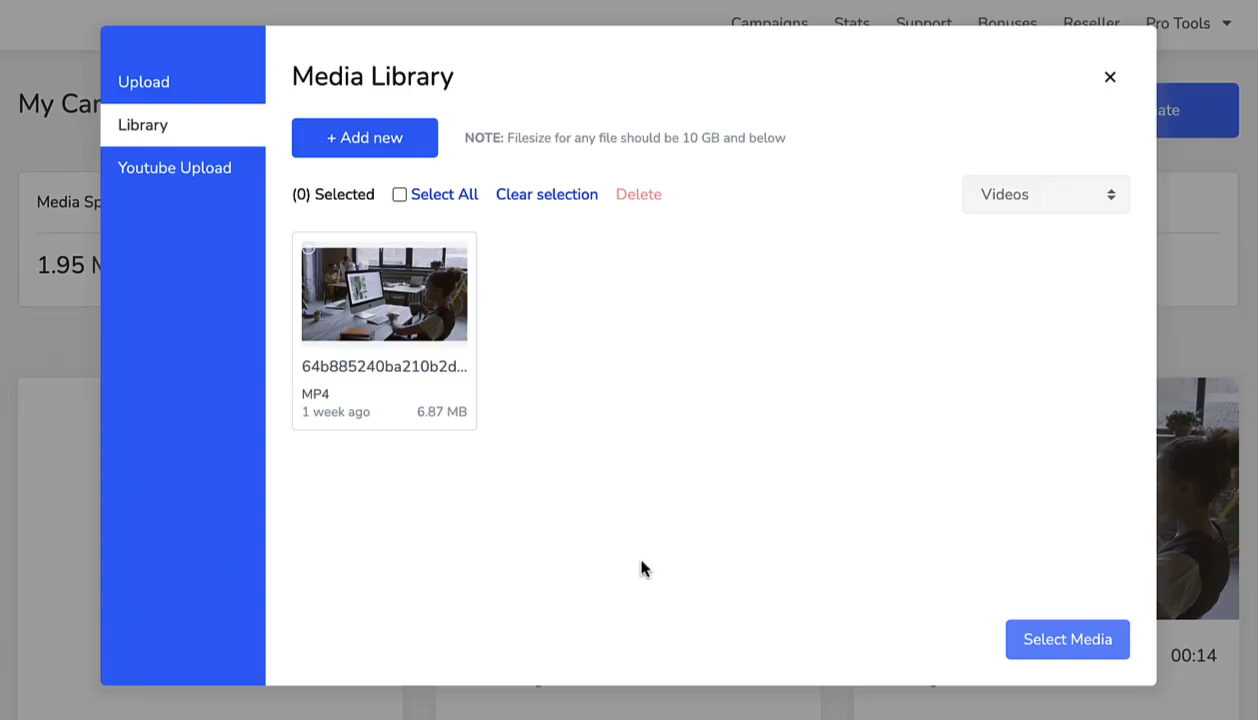 Campaigns Stats Support Bonuses Reseller Pro Tools
Upload
Library
Youtube Upload
Media Library
+ Add new
NOTE: Filesize for any file should be 10 GB and below
(0) Selected
Select All
Clear selection
Delete
Videos
64b885240ba210b2d...
MP4
1 week ago 6.87 MB
Select Media
My Car
ate
Media Sp
1.95 M
00:14